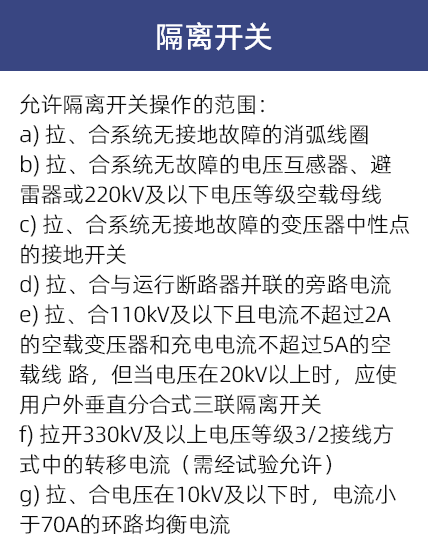 隔离开关
允许隔离开关操作的范围：
a) 拉、合系统无接地故障的消弧线圈
b) 拉、合系统无故障的电压互感器、避
雷器或220kV及以下电压等级空载母线
c) 拉、合系统无接地故障的变压器中性点
的接地开关
d) 拉、合与运行断路器并联的旁路电流
e) 拉、合110kV及以下且电流不超过2A
的空载变压器和充电电流不超过5A的空
载线 路，但当电压在20kV以上时，应使
用户外垂直分合式三联隔离开关
f) 拉开330kV及以上电压等级3/2接线方
式中的转移电流（需经试验允许）
g) 拉、合电压在10kV及以下时，电流小
于70A的环路均衡电流